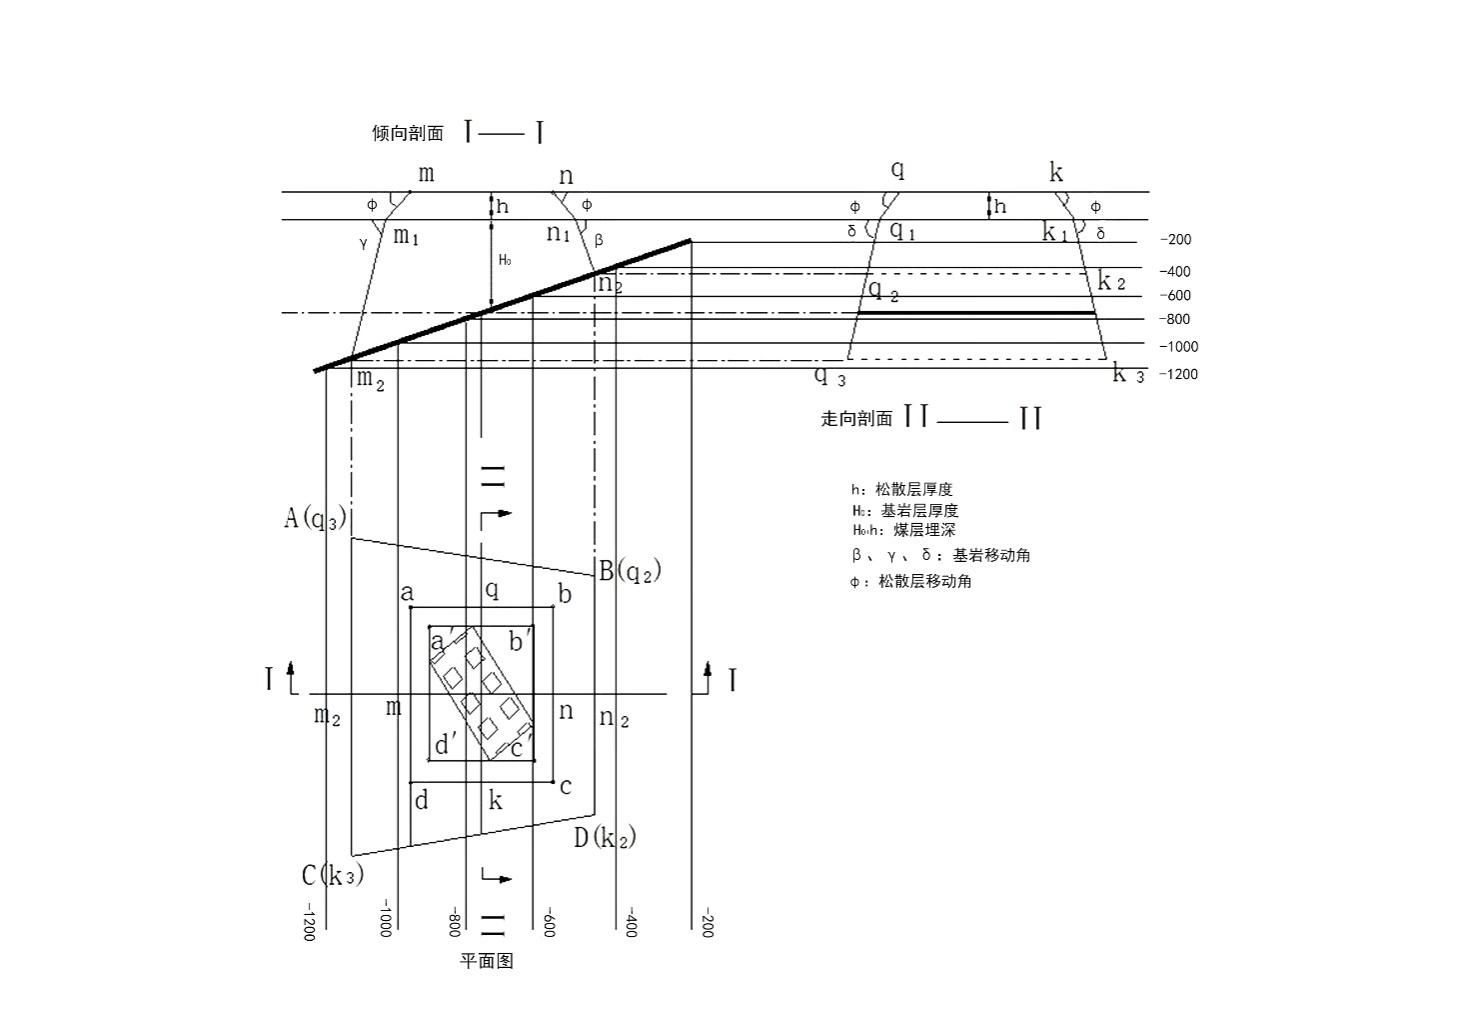 倾向剖面 I — I
m
n
q
k
φ
h
φ
φ
h
φ
γ
m₁
n₁
β
δ
q₁
k₁
δ
-200
H₀
n₂
q₂
k₂
-400
-600
-800
-1000
m₂
q₃
k₃
-1200
走向剖面 II — II
II
h: 松散层厚度
H₀: 基岩层厚度
H₀+h: 煤层埋深
β、γ、δ: 基岩移动角
φ: 松散层移动角
A(q₃)
B(q₂)
a
q
b
a′
b′
I
I
m₂
m
n
n₂
d′
c′
d
k
c
D(k₂)
C(k₃)
-1200
-1000
-800
II
-600
-400
-200
平面图